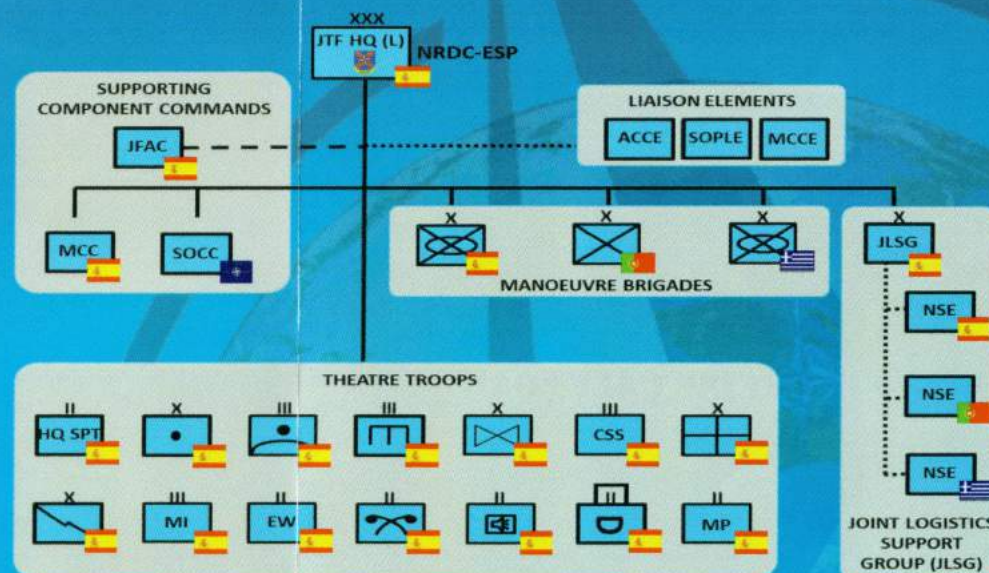 XXX
JTF HQ (L)
NRDC-ESP
SUPPORTING
COMPONENT COMMANDS
JFAC
MCC
SOCC
LIAISON ELEMENTS
ACCE SOPLE MCCE
X X X
MANOEUVRE BRIGADES
X
JLSG
NSE
NSE
NSE
JOINT LOGISTICS
SUPPORT
GROUP (JLSG)
THEATRE TROOPS
II X III III X III X
HQ SPT CSS
X III II II II II II
MI EW D MP